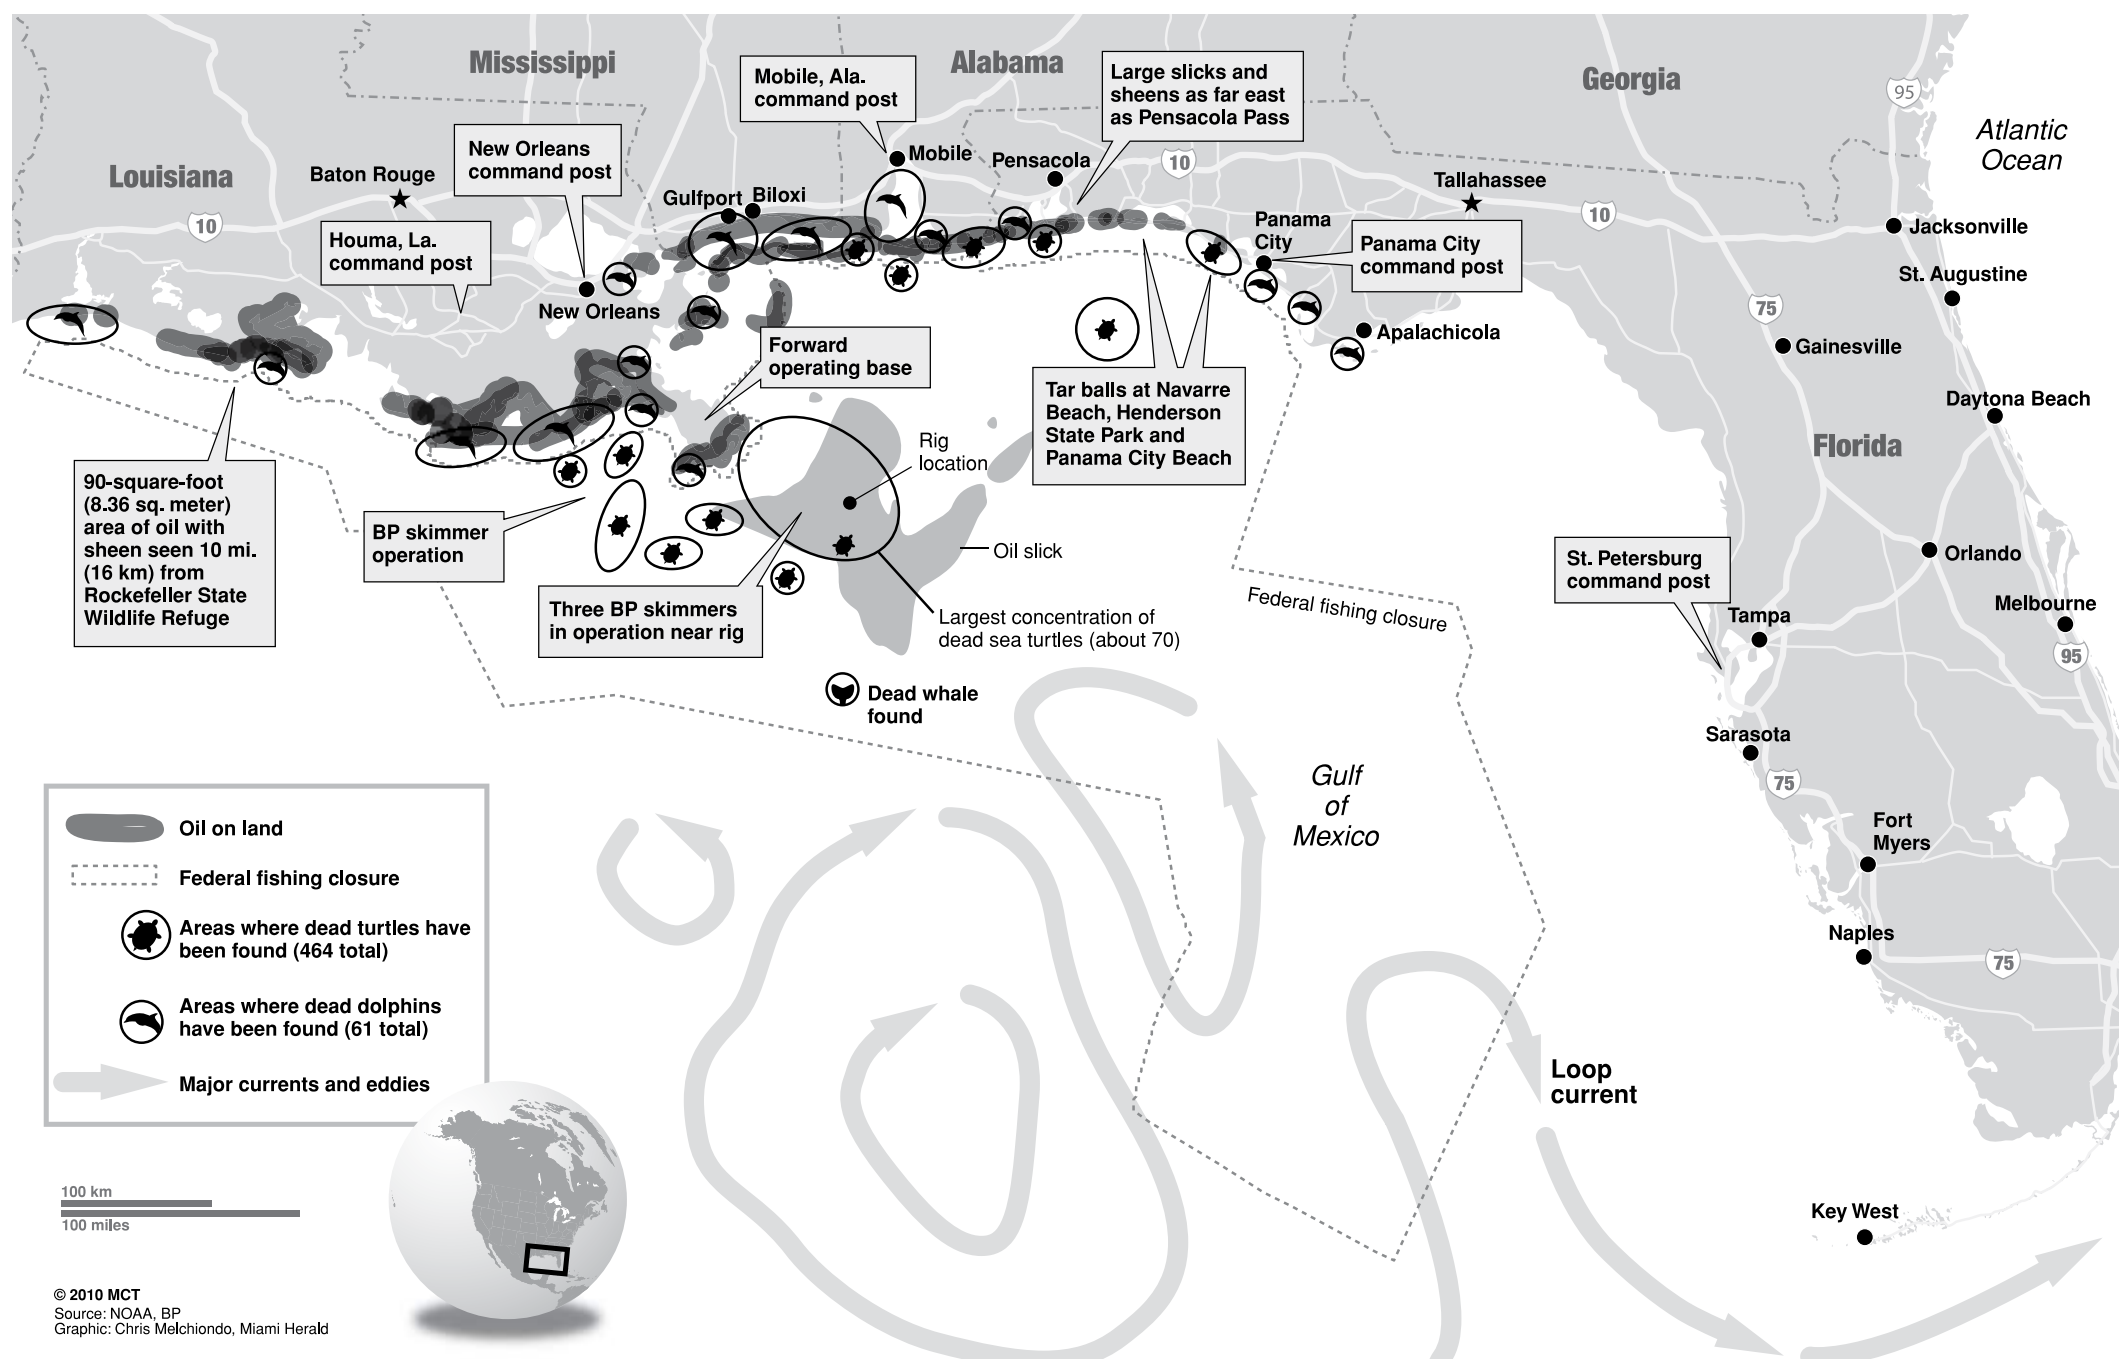 Mississippi
Alabama
Georgia
Louisiana
Florida
Atlantic
Ocean
95
10
10
10
75
95
75
75
Mobile, Ala.
command post
Large slicks and
sheens as far east
as Pensacola Pass
New Orleans
command post
Baton Rouge
Houma, La.
command post
Gulfport
Biloxi
Mobile
Pensacola
Tallahassee
Panama
City
Panama City
command post
Jacksonville
St. Augustine
New Orleans
Apalachicola
Gainesville
Daytona Beach
Forward
operating base
Tar balls at Navarre
Beach, Henderson
State Park and
Panama City Beach
Rig
location
90-square-foot
(8.36 sq. meter)
area of oil with
sheen seen 10 mi.
(16 km) from
Rockefeller State
Wildlife Refuge
BP skimmer
operation
Oil slick
Three BP skimmers
in operation near rig
Largest concentration of
dead sea turtles (about 70)
Federal fishing closure
St. Petersburg
command post
Orlando
Melbourne
Tampa
Dead whale
found
Sarasota
Gulf
of
Mexico
Fort
Myers
Naples
Loop
current
Key West
Oil on land
Federal fishing closure
Areas where dead turtles have
been found (464 total)
Areas where dead dolphins
have been found (61 total)
Major currents and eddies
100 km
100 miles
© 2010 MCT
Source: NOAA, BP
Graphic: Chris Melchiondo, Miami Herald